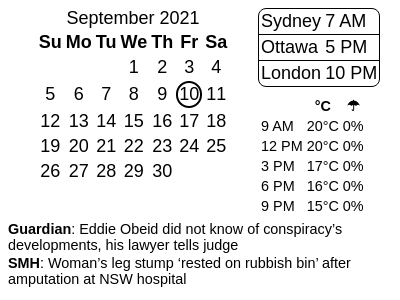 September 2021
Su Mo Tu We Th Fr Sa
1 2 3 4
5 6 7 8 9 10 11
12 13 14 15 16 17 18
19 20 21 22 23 24 25
26 27 28 29 30
Sydney 7 AM
Ottawa 5 PM
London 10 PM
°C ☂
9 AM 20°C 0%
12 PM 20°C 0%
3 PM 17°C 0%
6 PM 16°C 0%
9 PM 15°C 0%
Guardian: Eddie Obeid did not know of conspiracy’s
developments, his lawyer tells judge
SMH: Woman’s leg stump ‘rested on rubbish bin’ after
amputation at NSW hospital